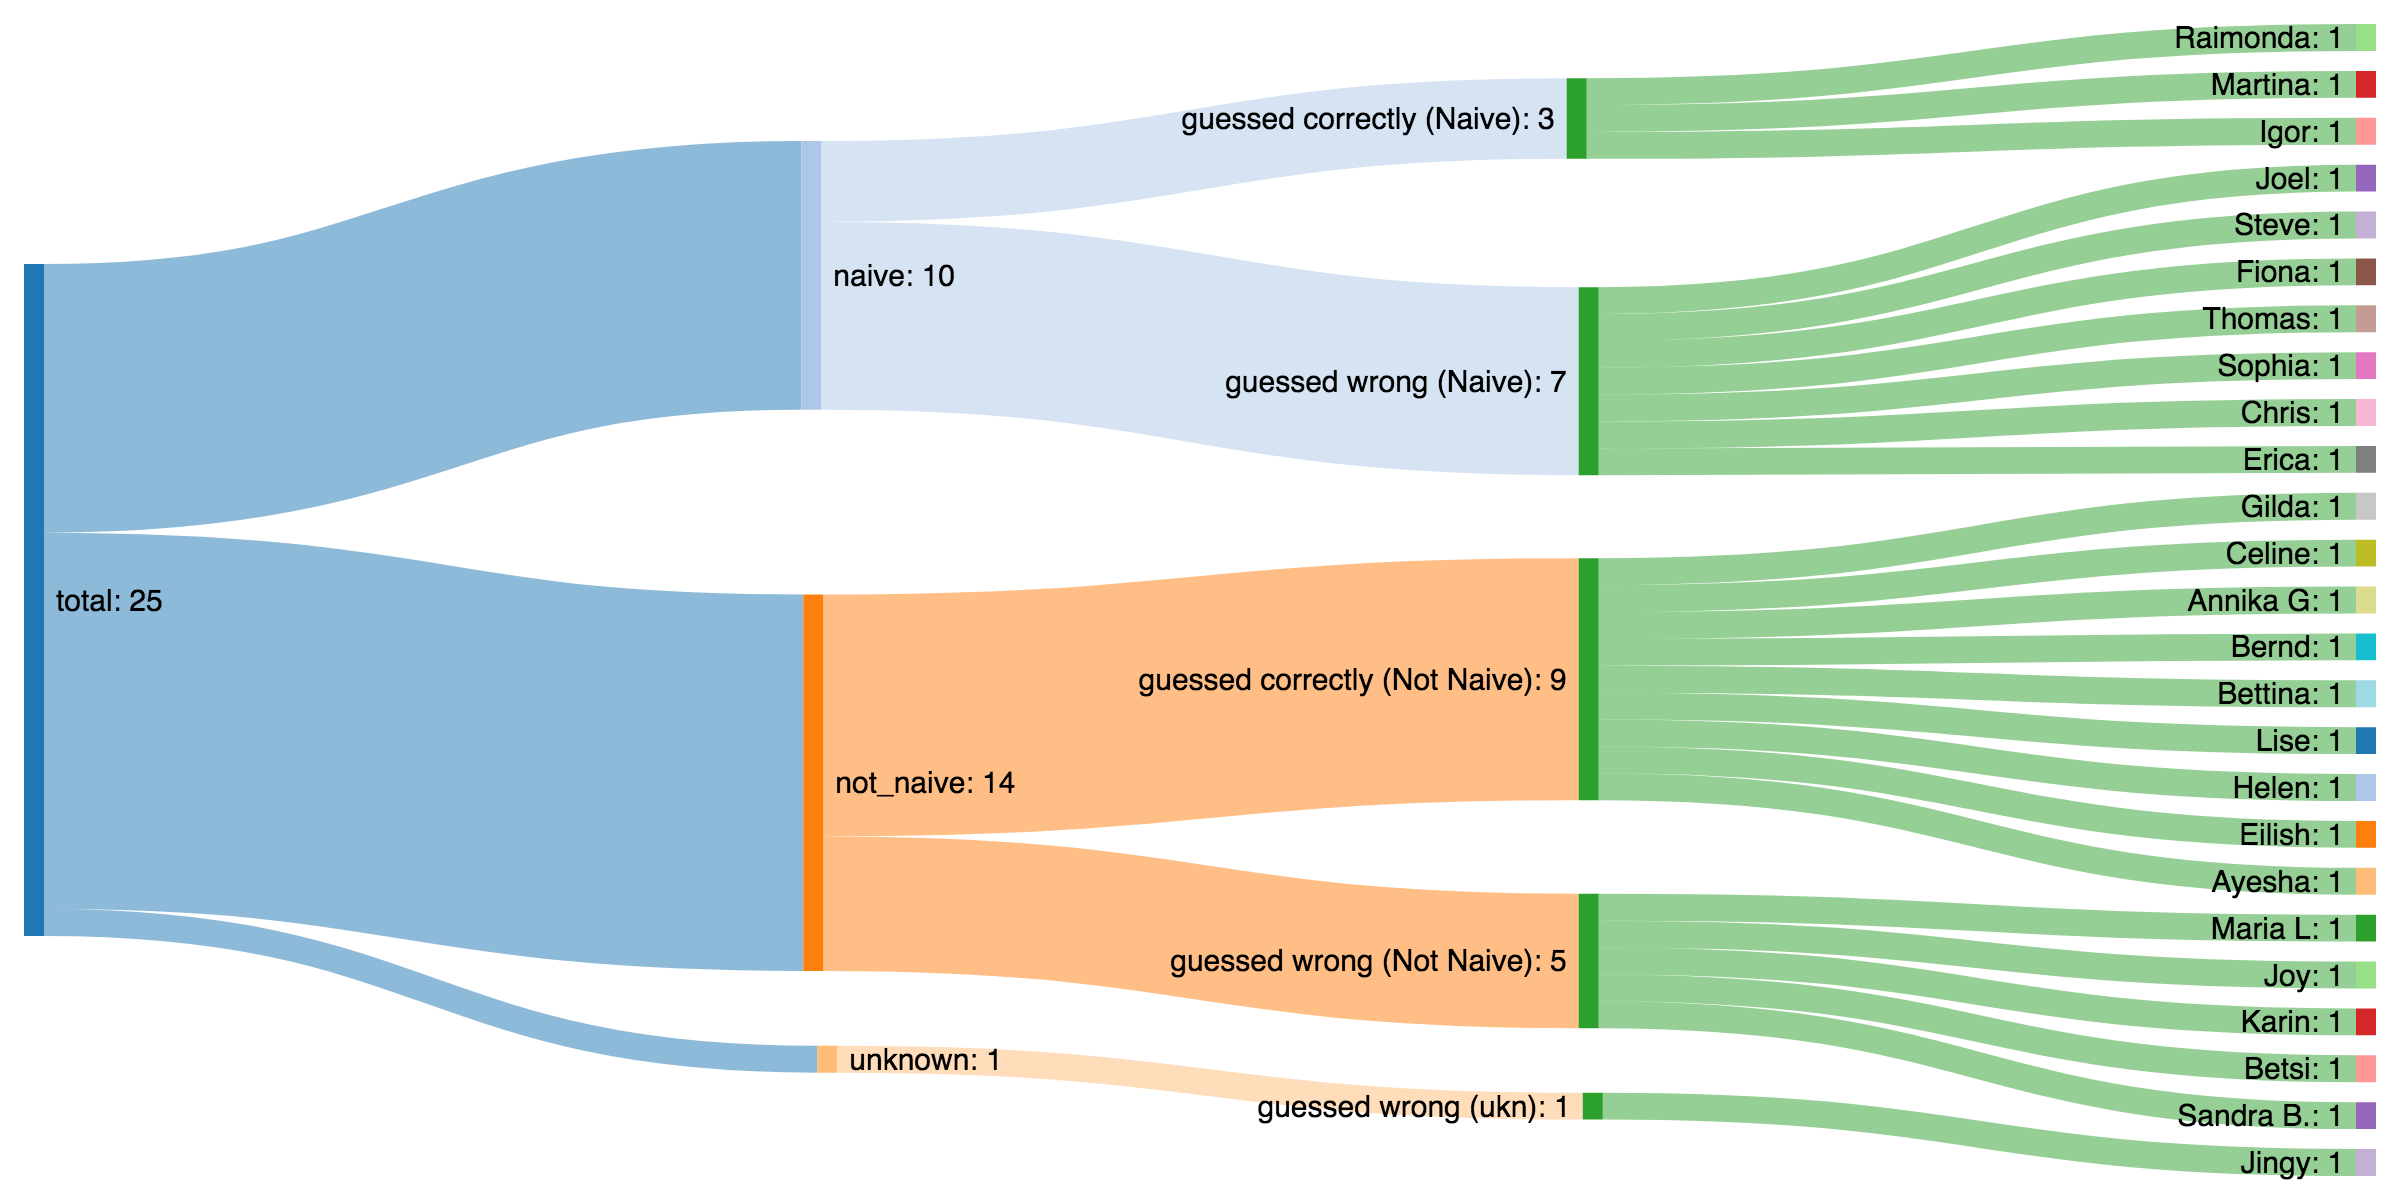 total: 25
naive: 10
not_naive: 14
unknown: 1
guessed correctly (Naive): 3
guessed wrong (Naive): 7
guessed correctly (Not Naive): 9
guessed wrong (Not Naive): 5
guessed wrong (ukn): 1
Raimonda: 1
Martina: 1
Igor: 1
Joel: 1
Steve: 1
Fiona: 1
Thomas: 1
Sophia: 1
Chris: 1
Erica: 1
Gilda: 1
Celine: 1
Annika G: 1
Bernd: 1
Bettina: 1
Lise: 1
Helen: 1
Eilish: 1
Ayesha: 1
Maria L: 1
Joy: 1
Karin: 1
Betsi: 1
Sandra B.: 1
Jingy: 1